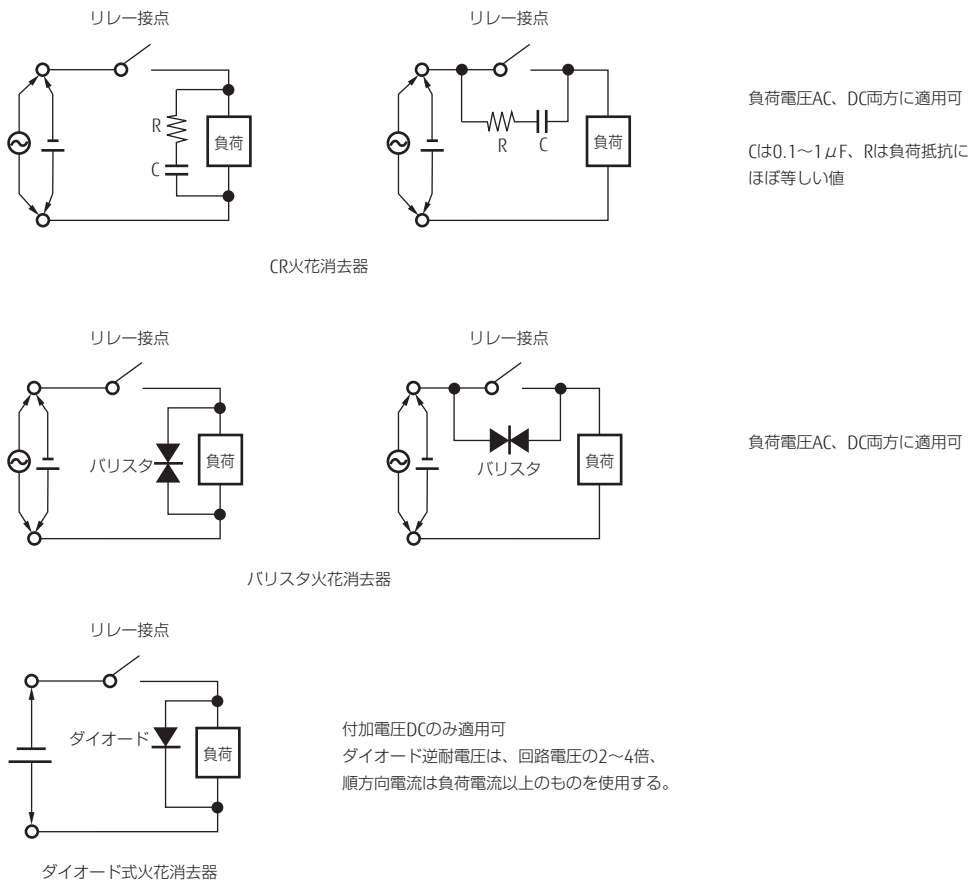 リレー接点
リレー接点
R
C
負荷
R
C
負荷
負荷電圧AC、DC両方に適用可
Cは0.1～1μF、Rは負荷抵抗に
ほぼ等しい値
CR火花消去器
リレー接点
リレー接点
バリスタ
負荷
バリスタ
負荷
負荷電圧AC、DC両方に適用可
バリスタ火花消去器
リレー接点
ダイオード
負荷
付加電圧DCのみ適用可
ダイオード逆耐電圧は、回路電圧の2～4倍、
順方向電流は負荷電流以上のものを使用する。
ダイオード式火花消去器